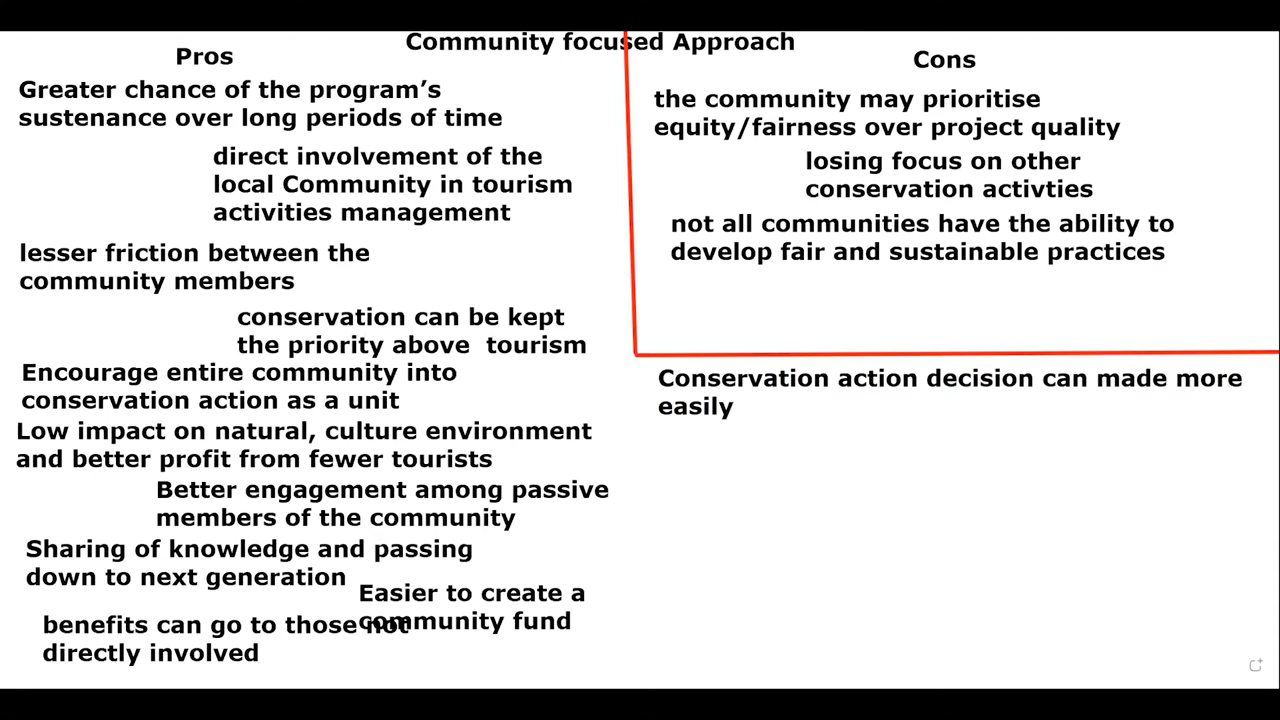 Community focused Approach
Pros
Greater chance of the program’s
sustenance over long periods of time
direct involvement of the
local Community in tourism
activities management
lesser friction between the
community members
conservation can be kept
the priority above tourism
Encourage entire community into
conservation action as a unit
Low impact on natural, culture environment
and better profit from fewer tourists
Better engagement among passive
members of the community
Sharing of knowledge and passing
down to next generation
Easier to create a
community fund
benefits can go to those not
directly involved
Cons
the community may prioritise
equity/fairness over project quality
losing focus on other
conservation activties
not all communities have the ability to
develop fair and sustainable practices
Conservation action decision can made more
easily